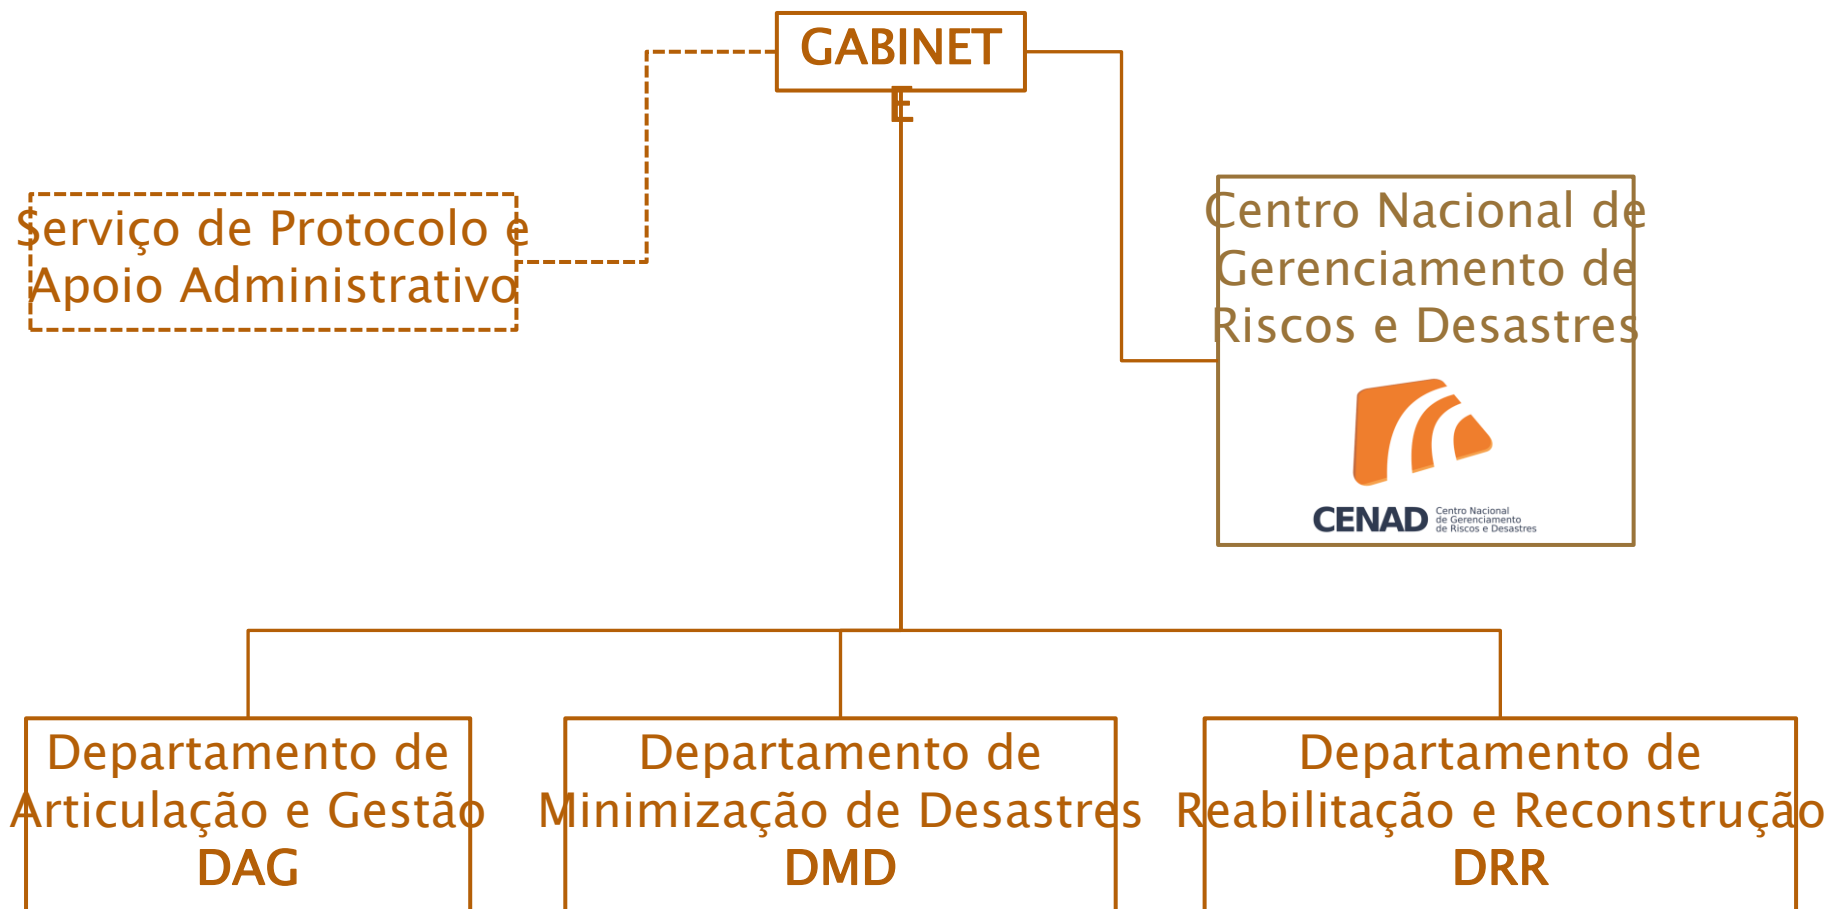 GABINET
E
Serviço de Protocolo e
Apoio Administrativo
Centro Nacional de
Gerenciamento de
Riscos e Desastres
CENAD
Centro Nacional
de Gerenciamento
de Riscos e Desastres
Departamento de
Articulação e Gestão
DAG
Departamento de
Minimização de Desastres
DMD
Departamento de
Reabilitação e Reconstrução
DRR